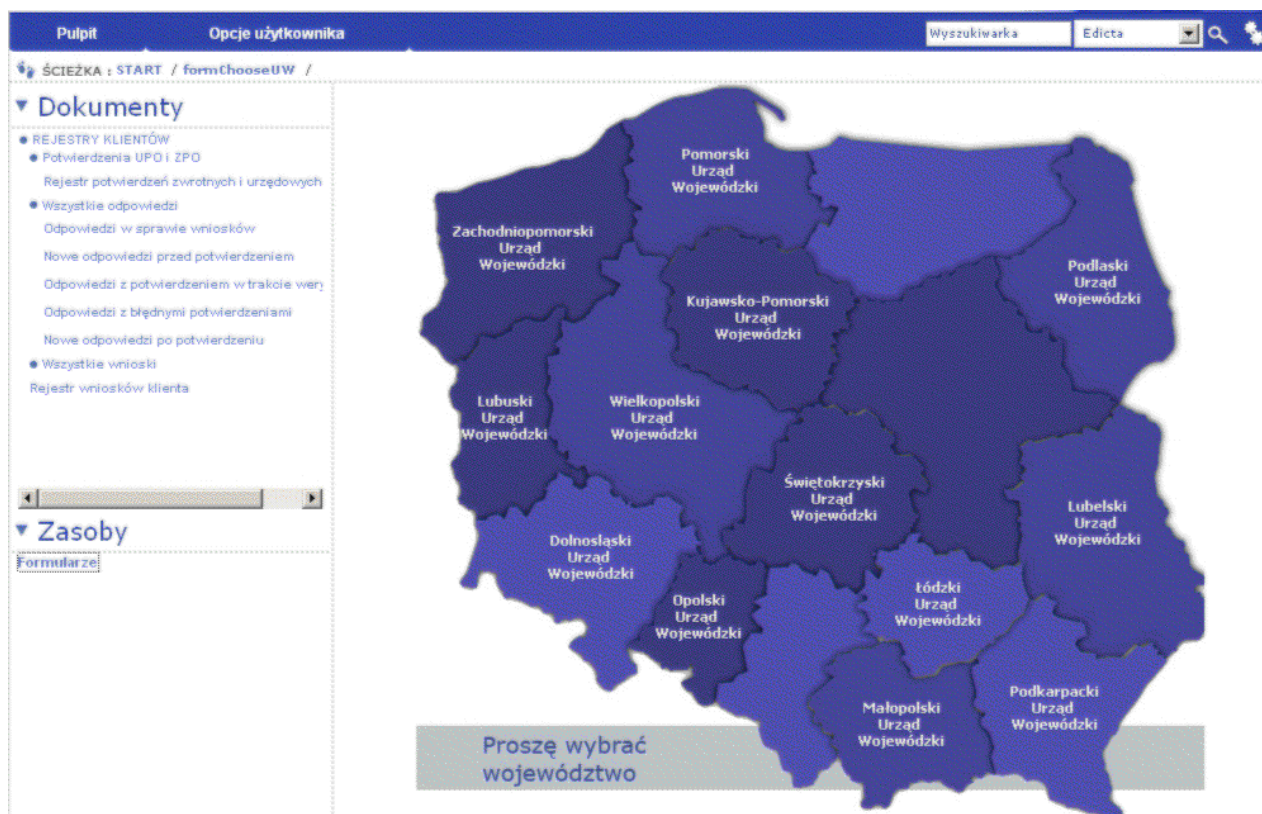 Pulpit
Opcje użytkownika
Wyszukiwarka
Edicta
ŚCIEŻKA : START / formChooseUW /
Dokumenty
REJESTRY KLIENTÓW
Potwierdzenia UPO i ZPO
Rejestr potwierdzeń zwrotnych i urzędowych
Wszystkie odpowiedzi
Odpowiedzi w sprawie wniosków
Nowe odpowiedzi przed potwierdzeniem
Odpowiedzi z potwierdzeniem w trakcie wery
Odpowiedzi z błędnymi potwierdzeniami
Nowe odpowiedzi po potwierdzeniu
Wszystkie wnioski
Rejestr wniosków klienta
Zasoby
Formularze
Pomorski
Urząd
Wojewódzki
Zachodniopomorski
Urząd
Wojewódzki
Podlaski
Urząd
Wojewódzki
Kujawsko-Pomorski
Urząd
Wojewódzki
Lubuski
Urząd
Wojewódzki
Wielkopolski
Urząd
Wojewódzki
Świętokrzyski
Urząd
Wojewódzki
Lubelski
Urząd
Wojewódzki
Dolnosląski
Urząd
Wojewódzki
Łódzki
Urząd
Wojewódzki
Opolski
Urząd
Wojewódzki
Podkarpacki
Urząd
Wojewódzki
Małopolski
Urząd
Wojewódzki
Proszę wybrać
województwo